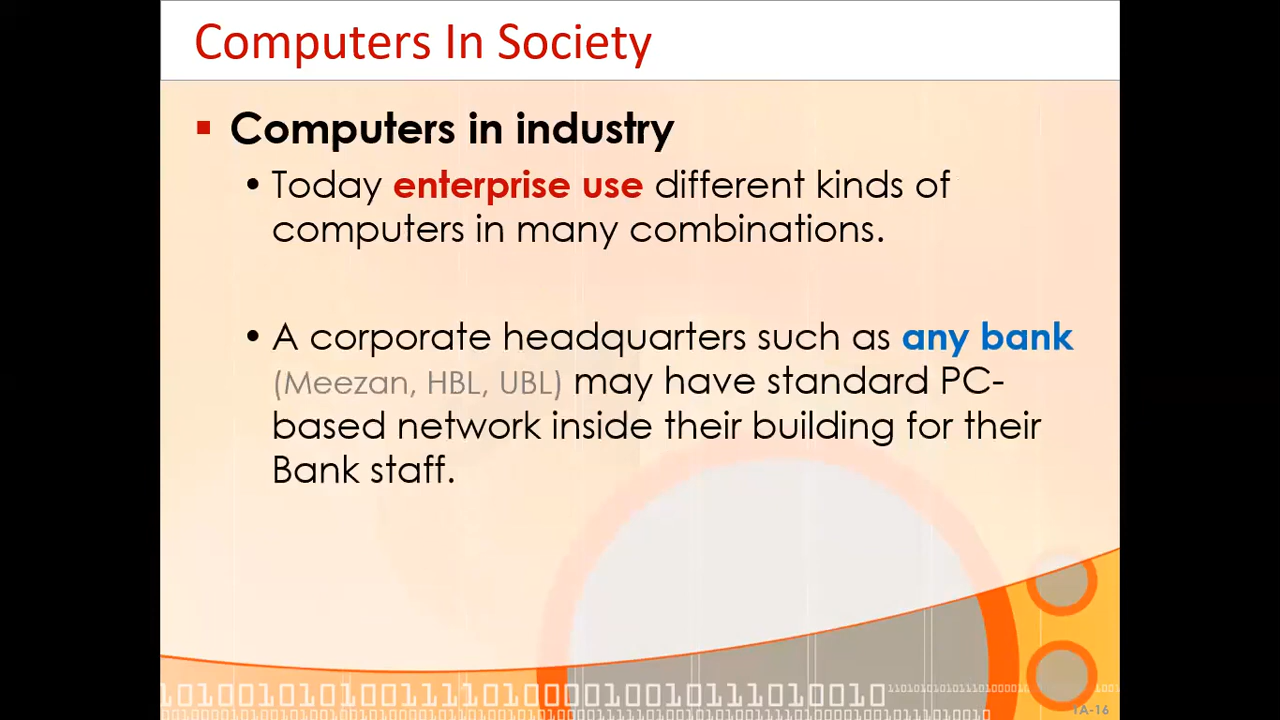 Computers In Society
▪ Computers in industry
• Today enterprise use different kinds of
computers in many combinations.
• A corporate headquarters such as any bank
(Meezan, HBL, UBL) may have standard PC-
based network inside their building for their
Bank staff.
1A-16